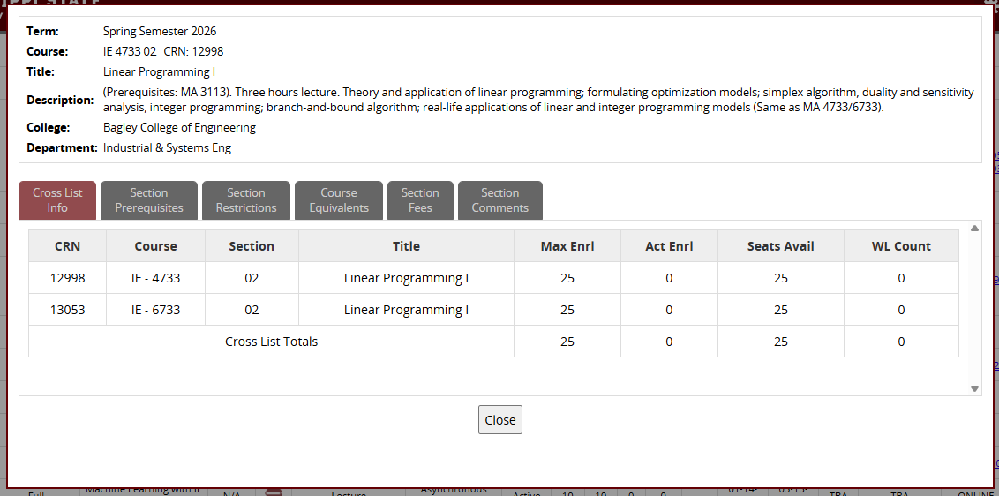 Term: Spring Semester 2026
Course: IE 4733 02 CRN: 12998
Title: Linear Programming I
Description: (Prerequisites: MA 3113). Three hours lecture. Theory and application of linear programming; formulating optimization models; simplex algorithm, duality and sensitivity
analysis, integer programming; branch-and-bound algorithm; real-life applications of linear and integer programming models (Same as MA 4733/6733).
College: Bagley College of Engineering
Department: Industrial & Systems Eng
Cross List Info
Section Prerequisites
Section Restrictions
Course Equivalents
Section Fees
Section Comments
CRN Course Section Title Max Enrl Act Enrl Seats Avail WL Count
12998 IE - 4733 02 Linear Programming I 25 0 25 0
13053 IE - 6733 02 Linear Programming I 25 0 25 0
Cross List Totals 25 0 25 0
Close
Machine Learning with IE
Asynchronous
Full N/A Lecture Active 10 10 0 0 TBA TBA ONLINE